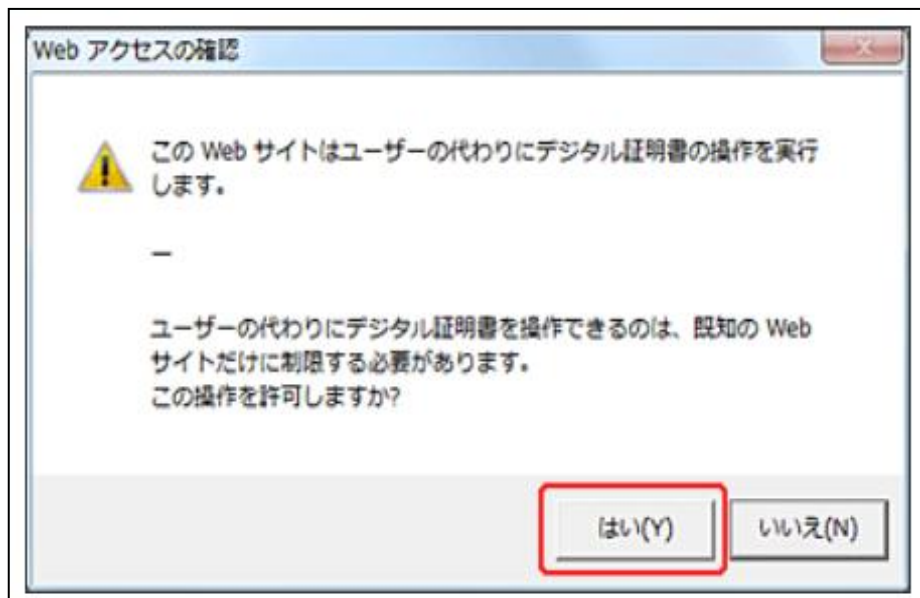 Web アクセスの確認
この Web サイトはユーザーの代わりにデジタル証明書の操作を実行
します。
ー
ユーザーの代わりにデジタル証明書を操作できるのは、既知の Web
サイトだけに制限する必要があります。
この操作を許可しますか?
はい(Y)
いいえ(N)